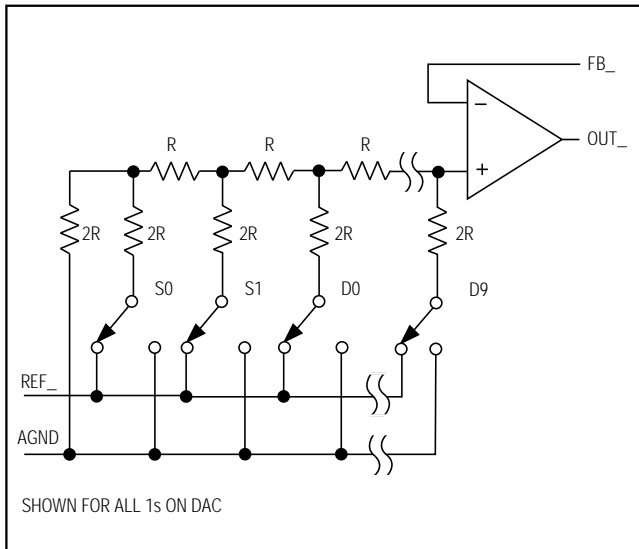 FB_
−
OUT_
+
R R R
2R 2R 2R 2R 2R
S0 S1 D0 D9
REF_
AGND
SHOWN FOR ALL 1s ON DAC